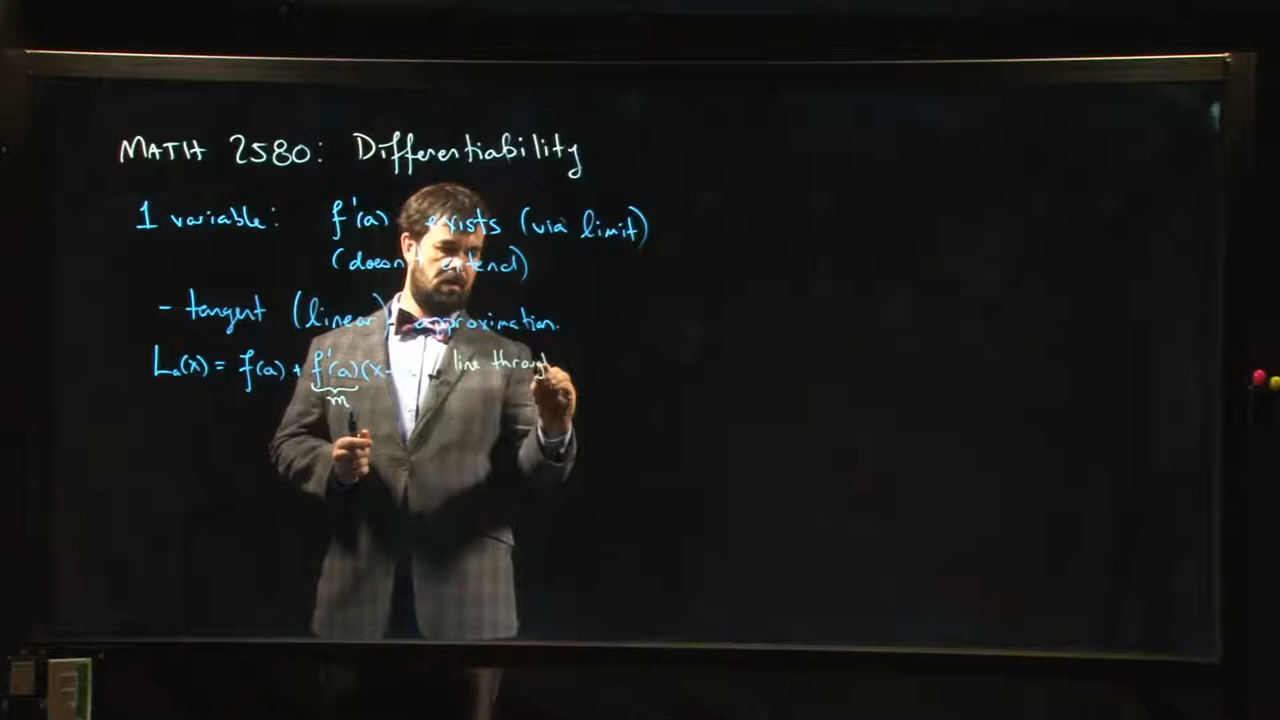 MATH 2580: Differentiability
1 variable: f'(a) exists (via limit)
(doesn't extend)
- tangent (linear) approximation.
Lₐ(x) = f(a) + f'(a)(x- line through
m